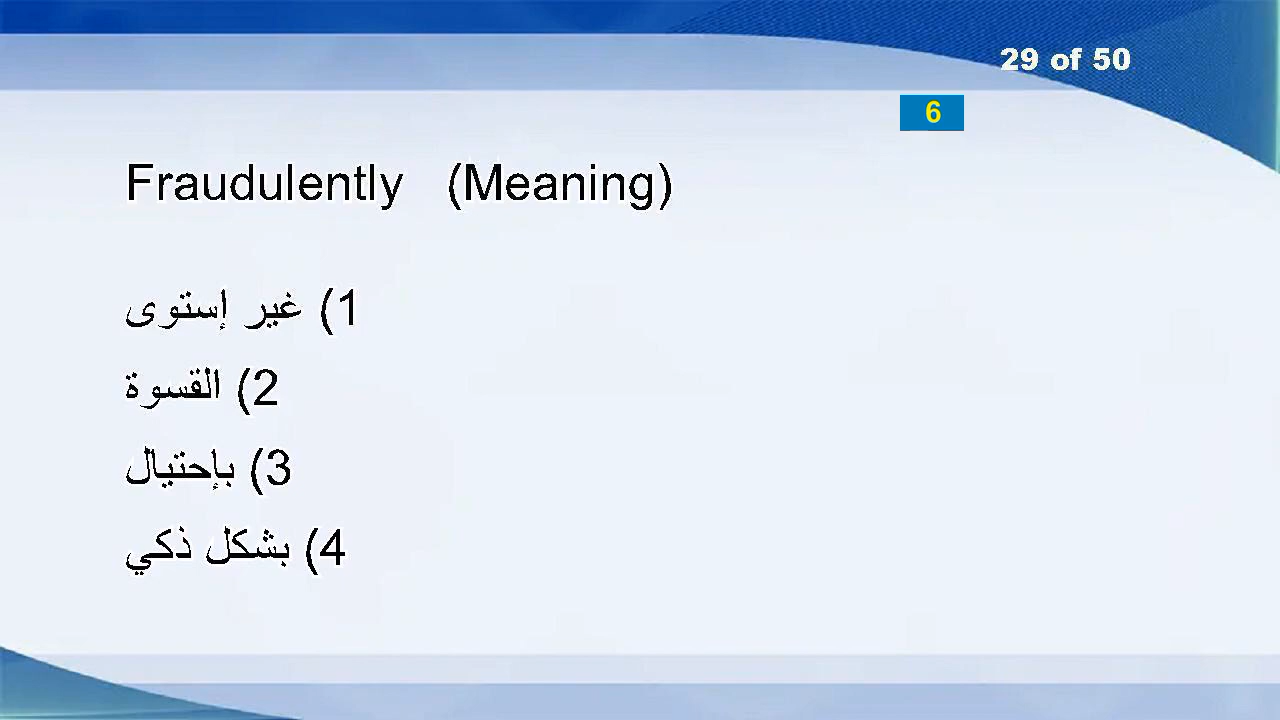 29 of 50
6
Fraudulently (Meaning)
1) غير إستوى
2) القسوة
3) بإحتيال
4) بشكل ذكي